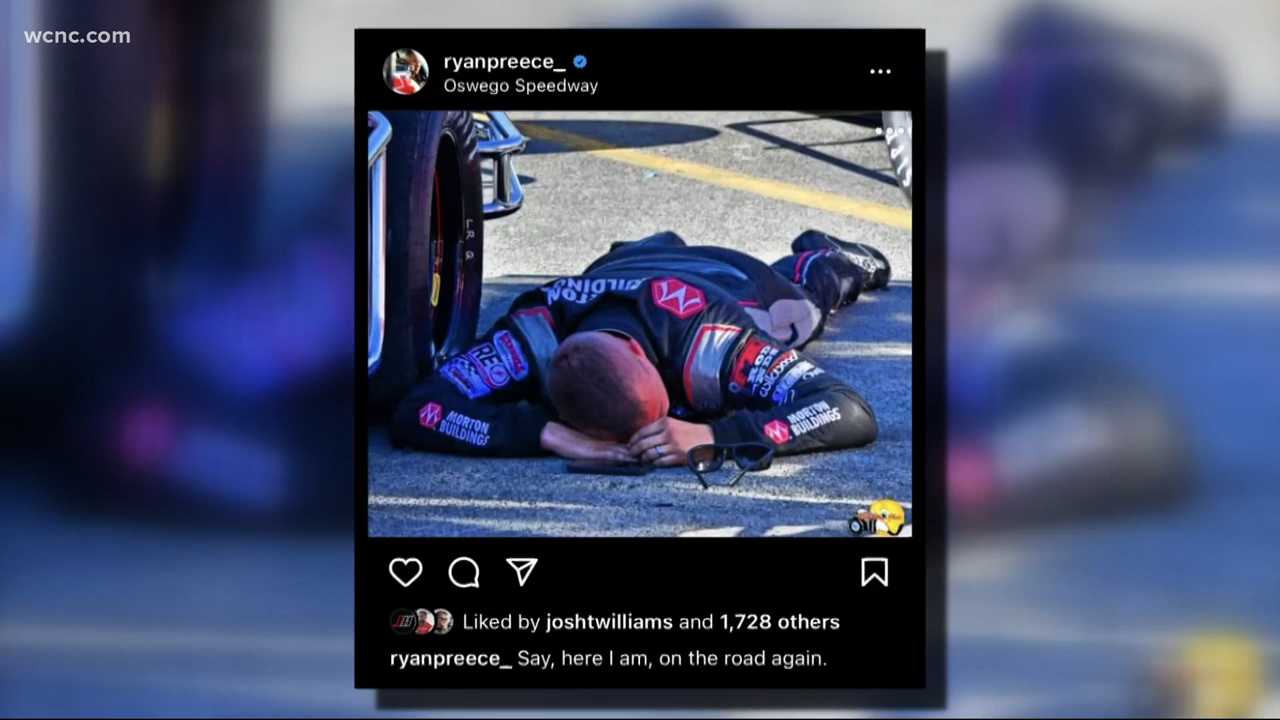 wcnc.com
ryanpreece_
Oswego Speedway
MORTON
BUILDINGS
MORTON
BUILDINGS
Liked by joshtwilliams and 1,728 others
ryanpreece_ Say, here I am, on the road again.